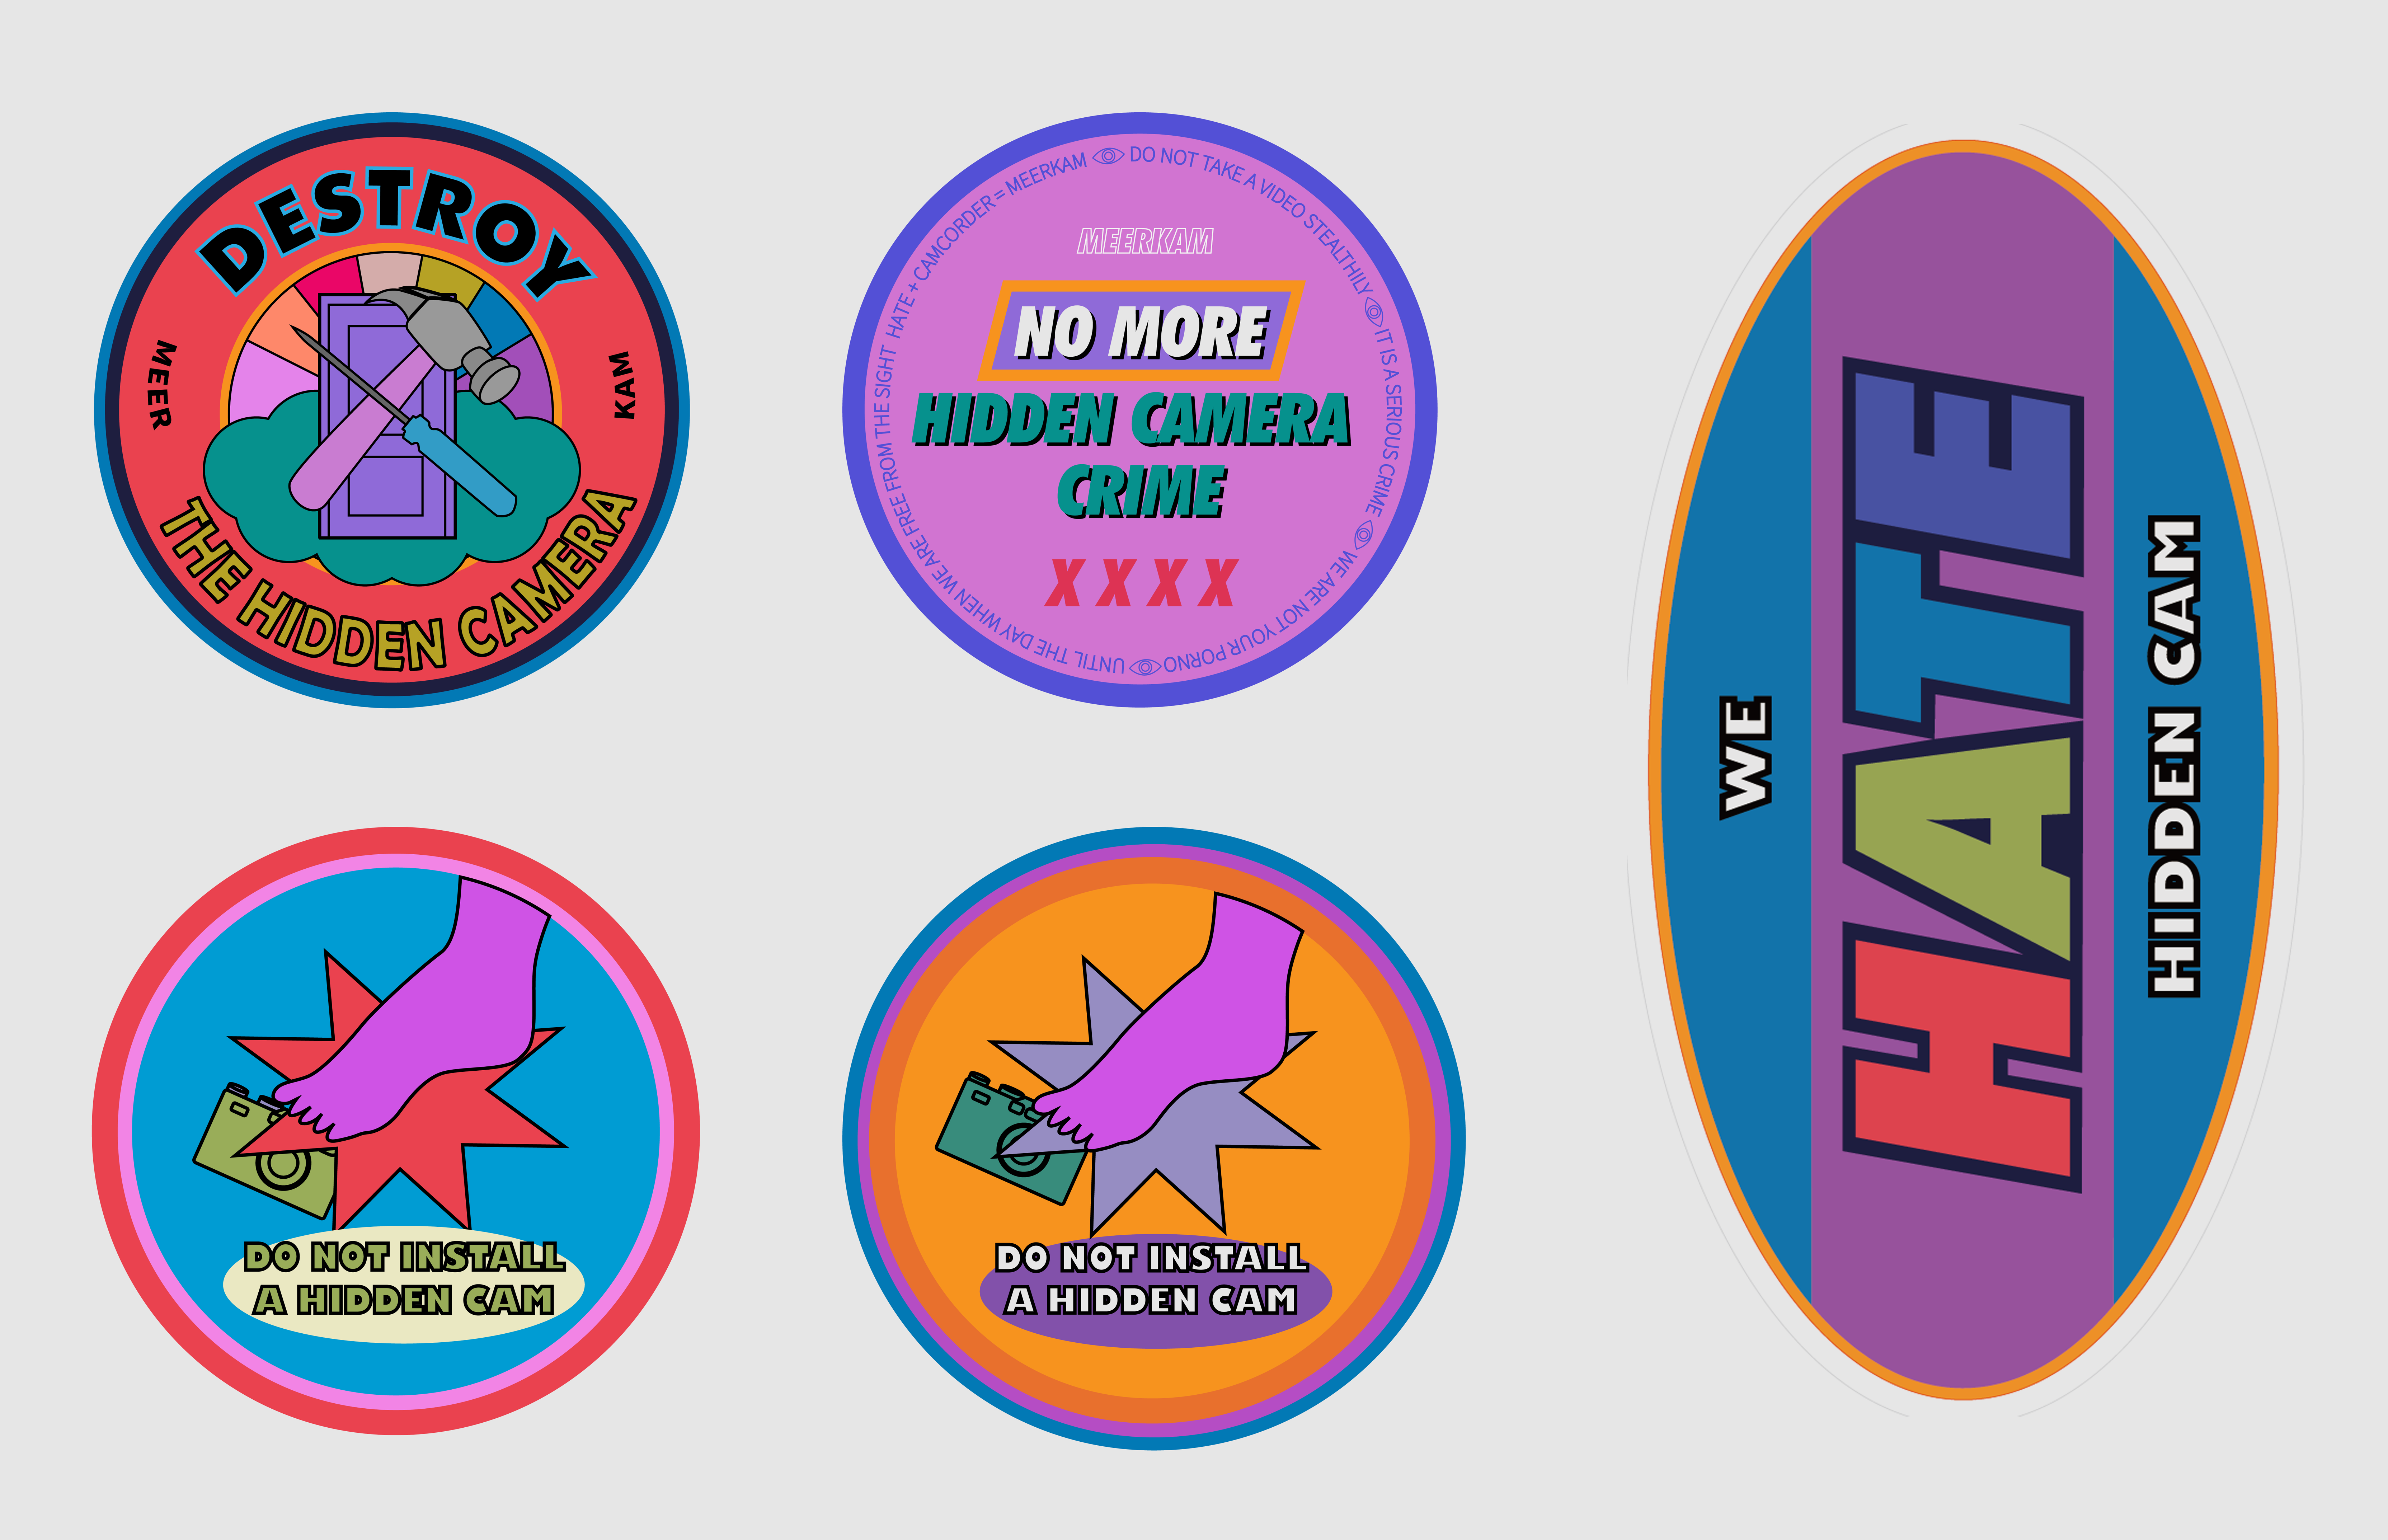 DESTROY
MEER
KAM
THE HIDDEN CAMERA
UNTIL THE DAY WHEN WE ARE FREE FROM THE SIGHT HATE + CAMCORDER = MEERKAM
DO NOT TAKE A VIDEO STEALTHILY
IT IS A SERIOUS CRIME
WE ARE NOT YOUR PORNO
MEERKAM
NO MORE
HIDDEN CAMERA
CRIME
X X X X
WE
HATE
HIDDEN CAM
DO NOT INSTALL
A HIDDEN CAM
DO NOT INSTALL
A HIDDEN CAM